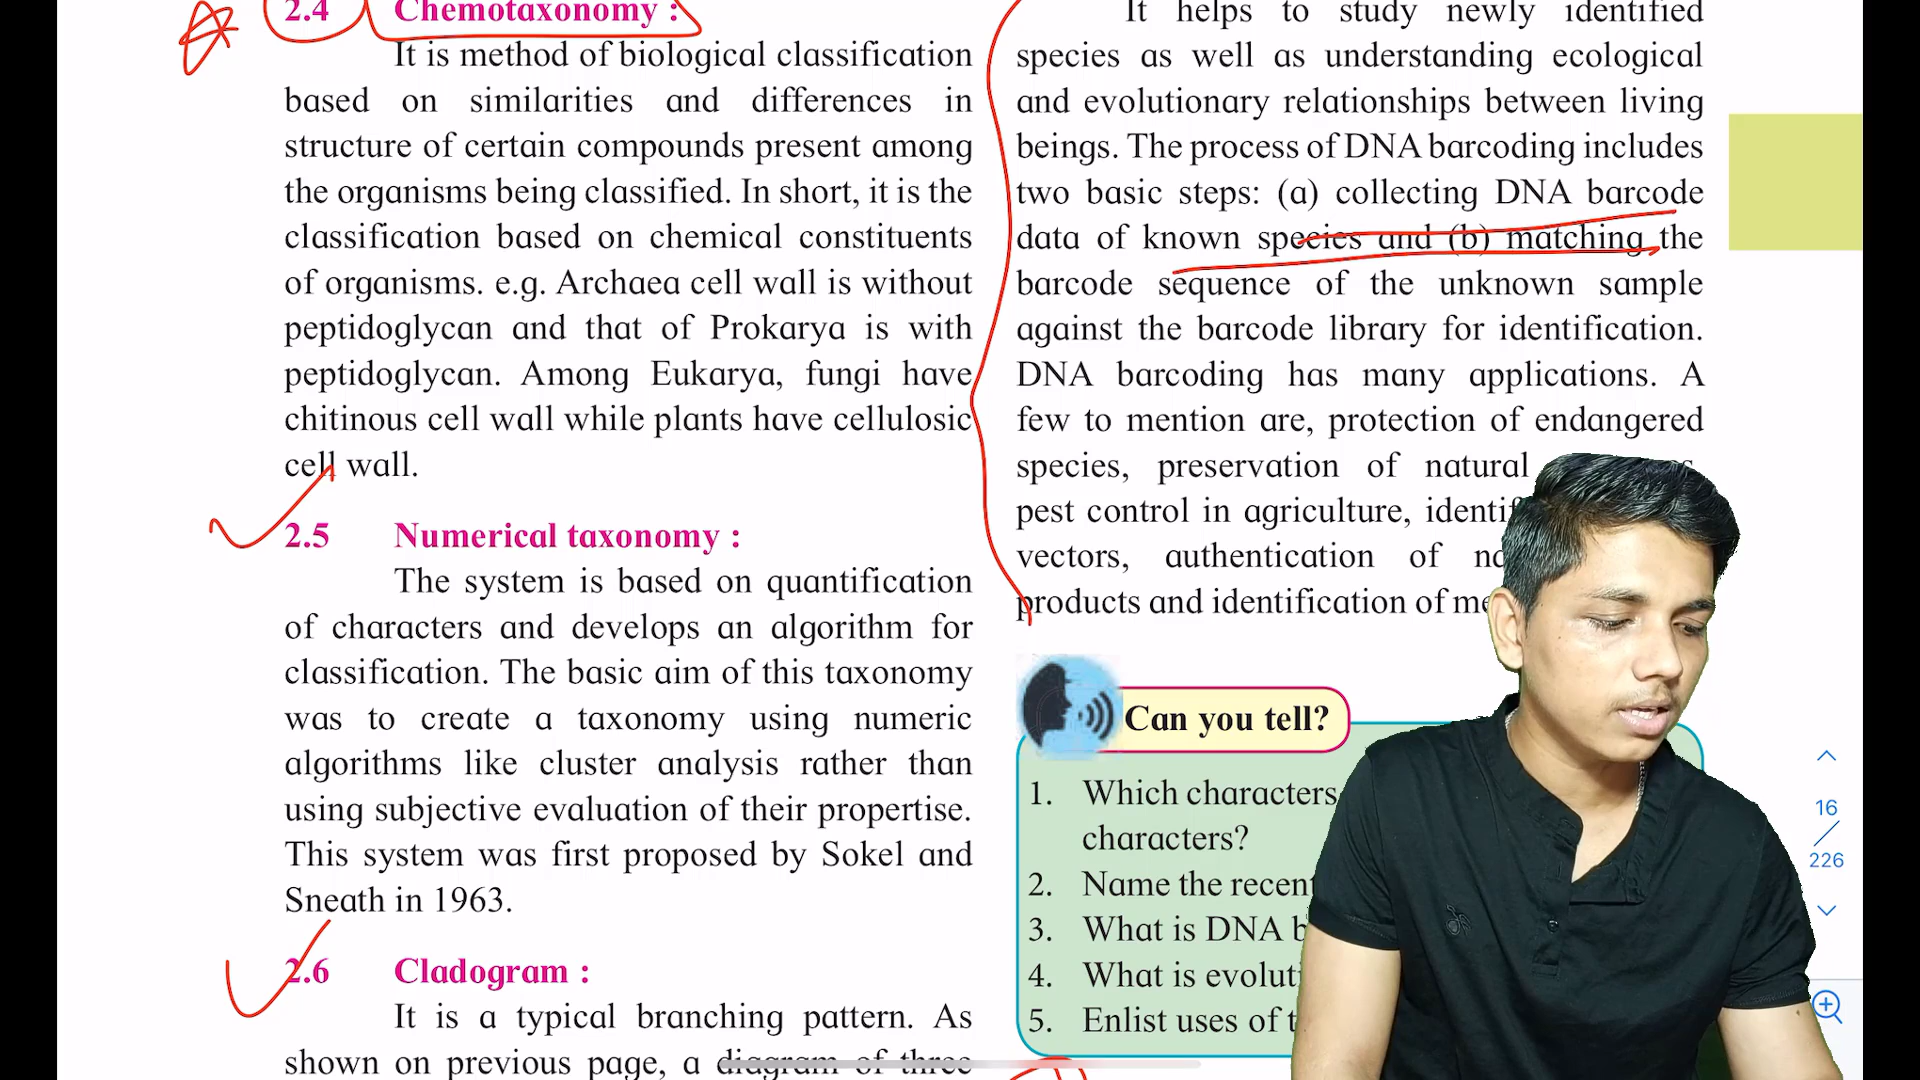 2.4 Chemotaxonomy :
It is method of biological classification
based on similarities and differences in
structure of certain compounds present among
the organisms being classified. In short, it is the
classification based on chemical constituents
of organisms. e.g. Archaea cell wall is without
peptidoglycan and that of Prokarya is with
peptidoglycan. Among Eukarya, fungi have
chitinous cell wall while plants have cellulosic
cell wall.
2.5 Numerical taxonomy :
The system is based on quantification
of characters and develops an algorithm for
classification. The basic aim of this taxonomy
was to create a taxonomy using numeric
algorithms like cluster analysis rather than
using subjective evaluation of their propertise.
This system was first proposed by Sokel and
Sneath in 1963.
2.6 Cladogram :
It is a typical branching pattern. As
shown on previous page, a diagram of three
It helps to study newly identified
species as well as understanding ecological
and evolutionary relationships between living
beings. The process of DNA barcoding includes
two basic steps: (a) collecting DNA barcode
data of known species and (b) matching the
barcode sequence of the unknown sample
against the barcode library for identification.
DNA barcoding has many applications. A
few to mention are, protection of endangered
species, preservation of natural
pest control in agriculture,
vectors, authentication of
products and identification of
Can you tell?
1. Which characters
characters?
2. Name the recent
3. What is DNA
4. What is
5. Enlist uses of
16
226